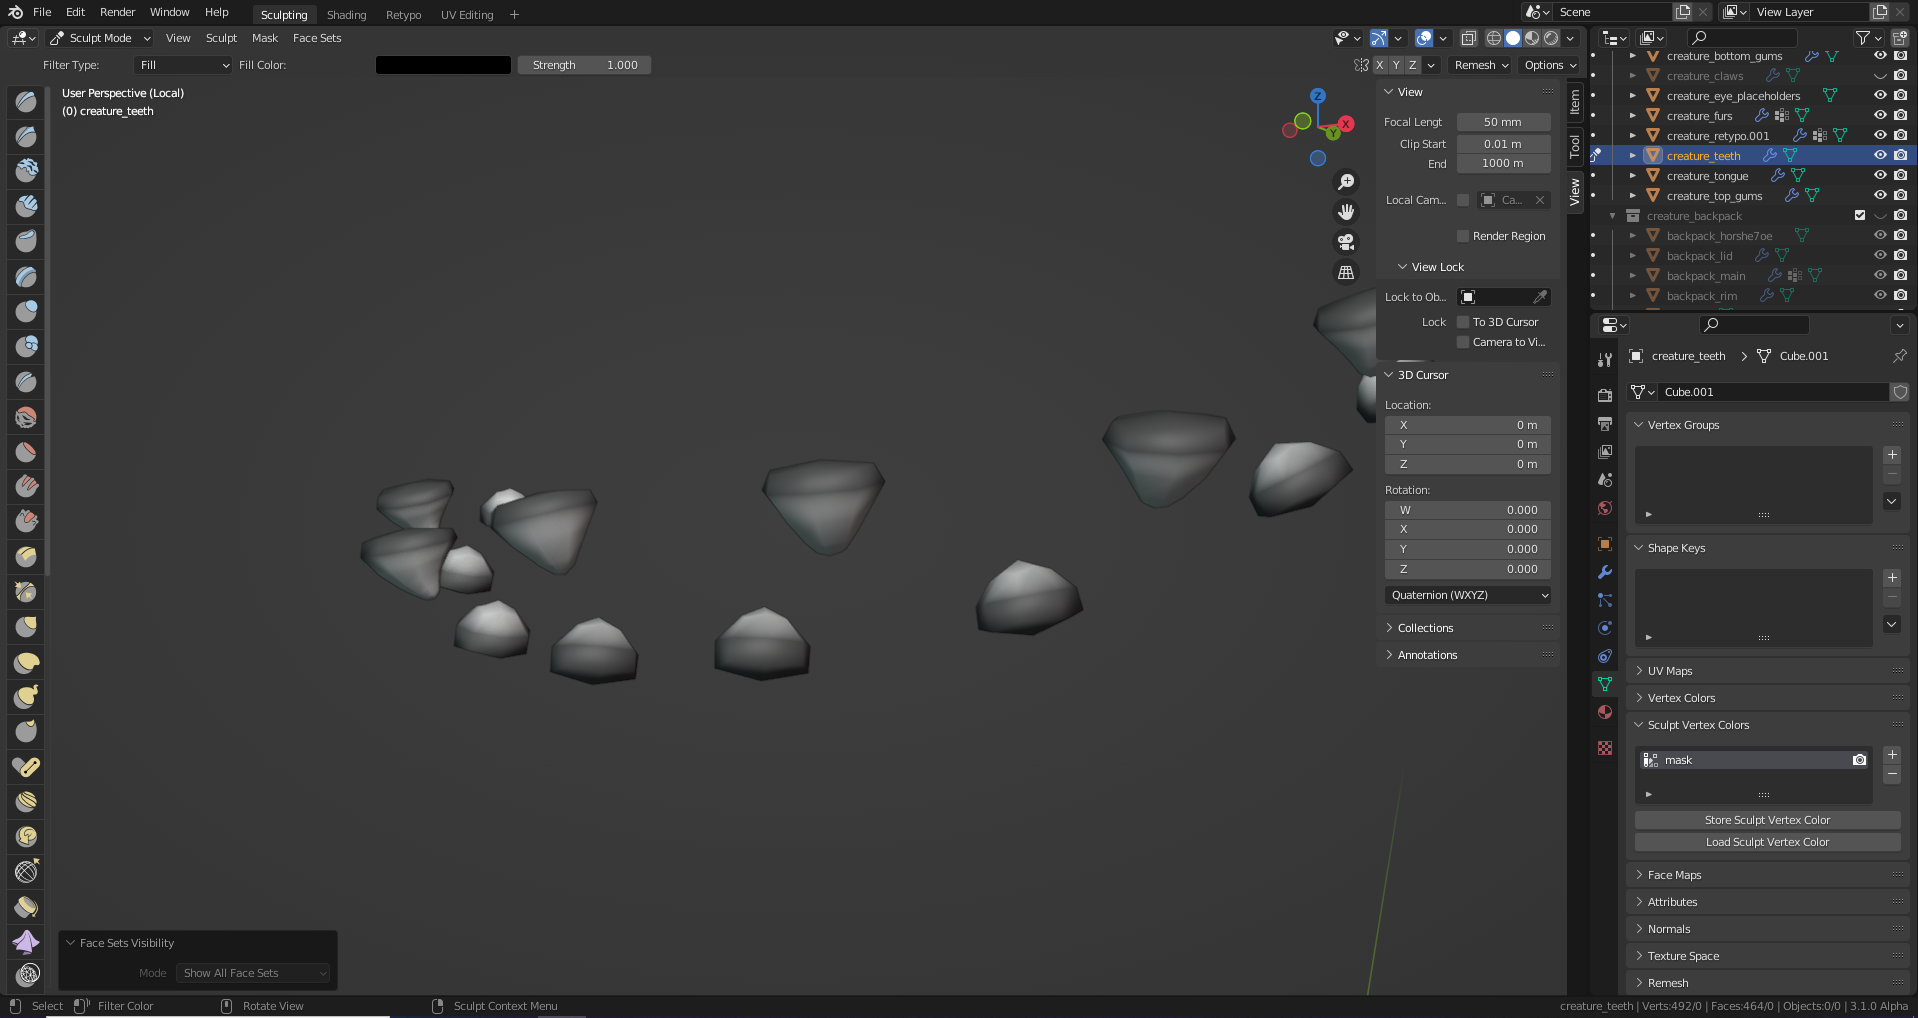 File Edit Render Window Help Sculpting Shading Retypo UV Editing + Scene View Layer
Sculpt Mode View Sculpt Mask Face Sets
Filter Type: Fill Fill Color: Strength 1.000 X Y Z Remesh Options
User Perspective (Local)
(0) creature_teeth
Z
X
Y
View
Focal Lengt 50 mm
Clip Start 0.01 m
End 1000 m
Local Cam... Ca...
Render Region
View Lock
Lock to Ob...
Lock To 3D Cursor
Camera to Vi...
3D Cursor
Location:
X 0 m
Y 0 m
Z 0 m
Rotation:
W 0.000
X 0.000
Y 0.000
Z 0.000
Quaternion (WXYZ)
Collections
Annotations
Item
Tool
View
creature_bottom_gums
creature_claws
creature_eye_placeholders
creature_furs
creature_retypo.001
creature_teeth
creature_tongue
creature_top_gums
creature_backpack
backpack_horshe7oe
backpack_lid
backpack_main
backpack_rim
creature_teeth > Cube.001
Cube.001
Vertex Groups
Shape Keys
UV Maps
Vertex Colors
Sculpt Vertex Colors
mask
Store Sculpt Vertex Color
Load Sculpt Vertex Color
Face Maps
Attributes
Normals
Texture Space
Remesh
Face Sets Visibility
Mode Show All Face Sets
Select Filter Color Rotate View Sculpt Context Menu creature_teeth | Verts:492/0 | Faces:464/0 | Objects:0/0 | 3.1.0 Alpha